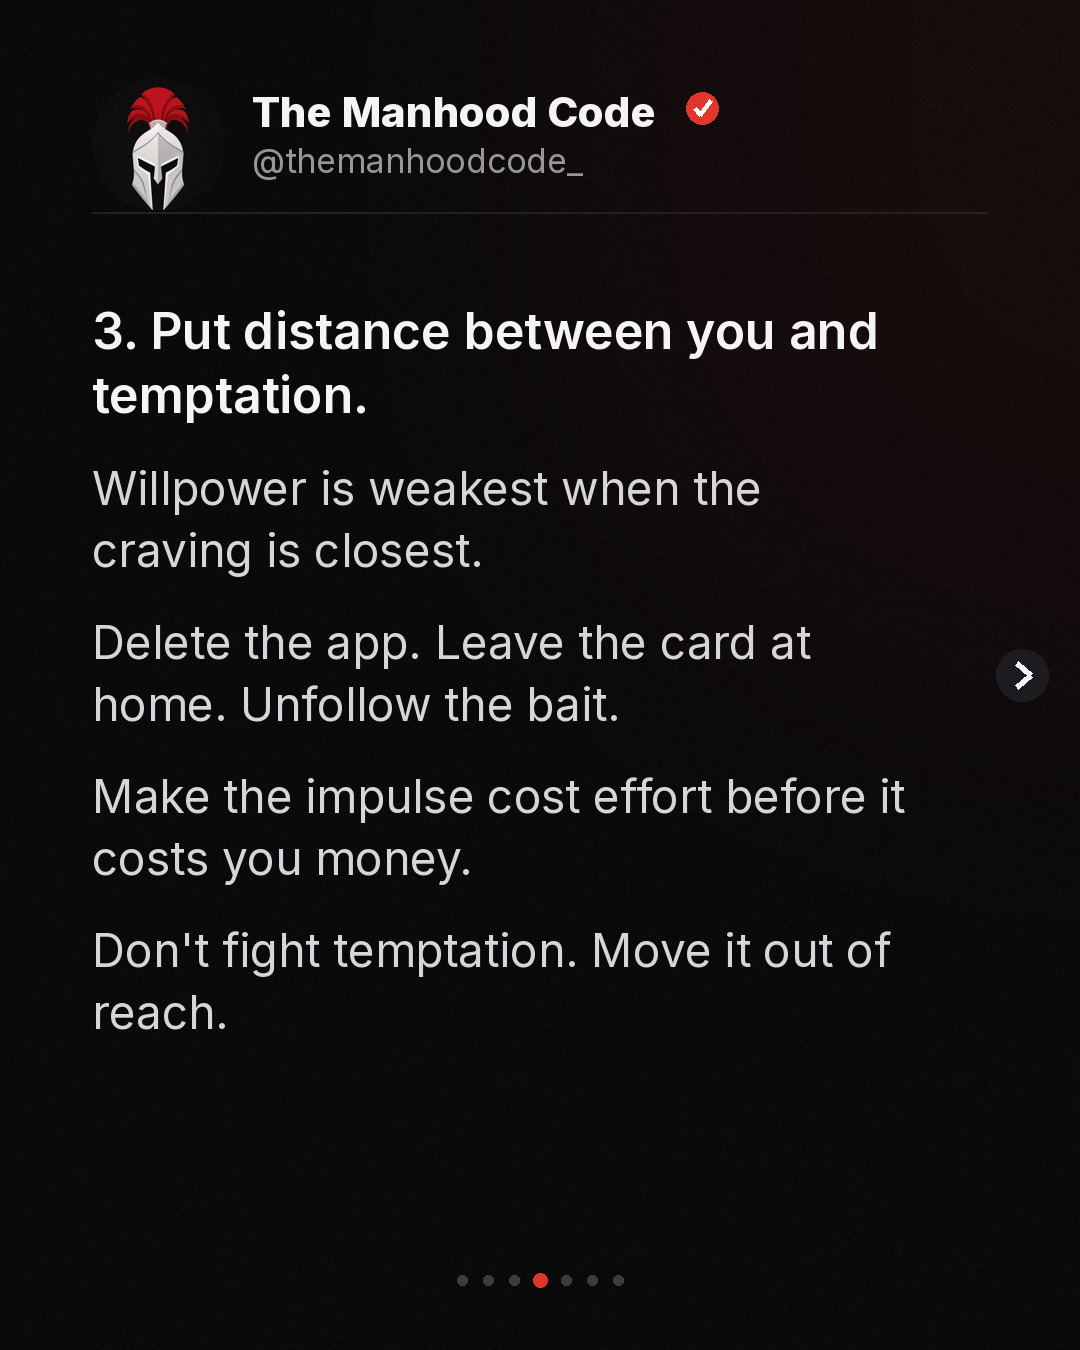 The Manhood Code
@themanhoodcode_
3. Put distance between you and
temptation.
Willpower is weakest when the
craving is closest.
Delete the app. Leave the card at
home. Unfollow the bait.
Make the impulse cost effort before it
costs you money.
Don't fight temptation. Move it out of
reach.